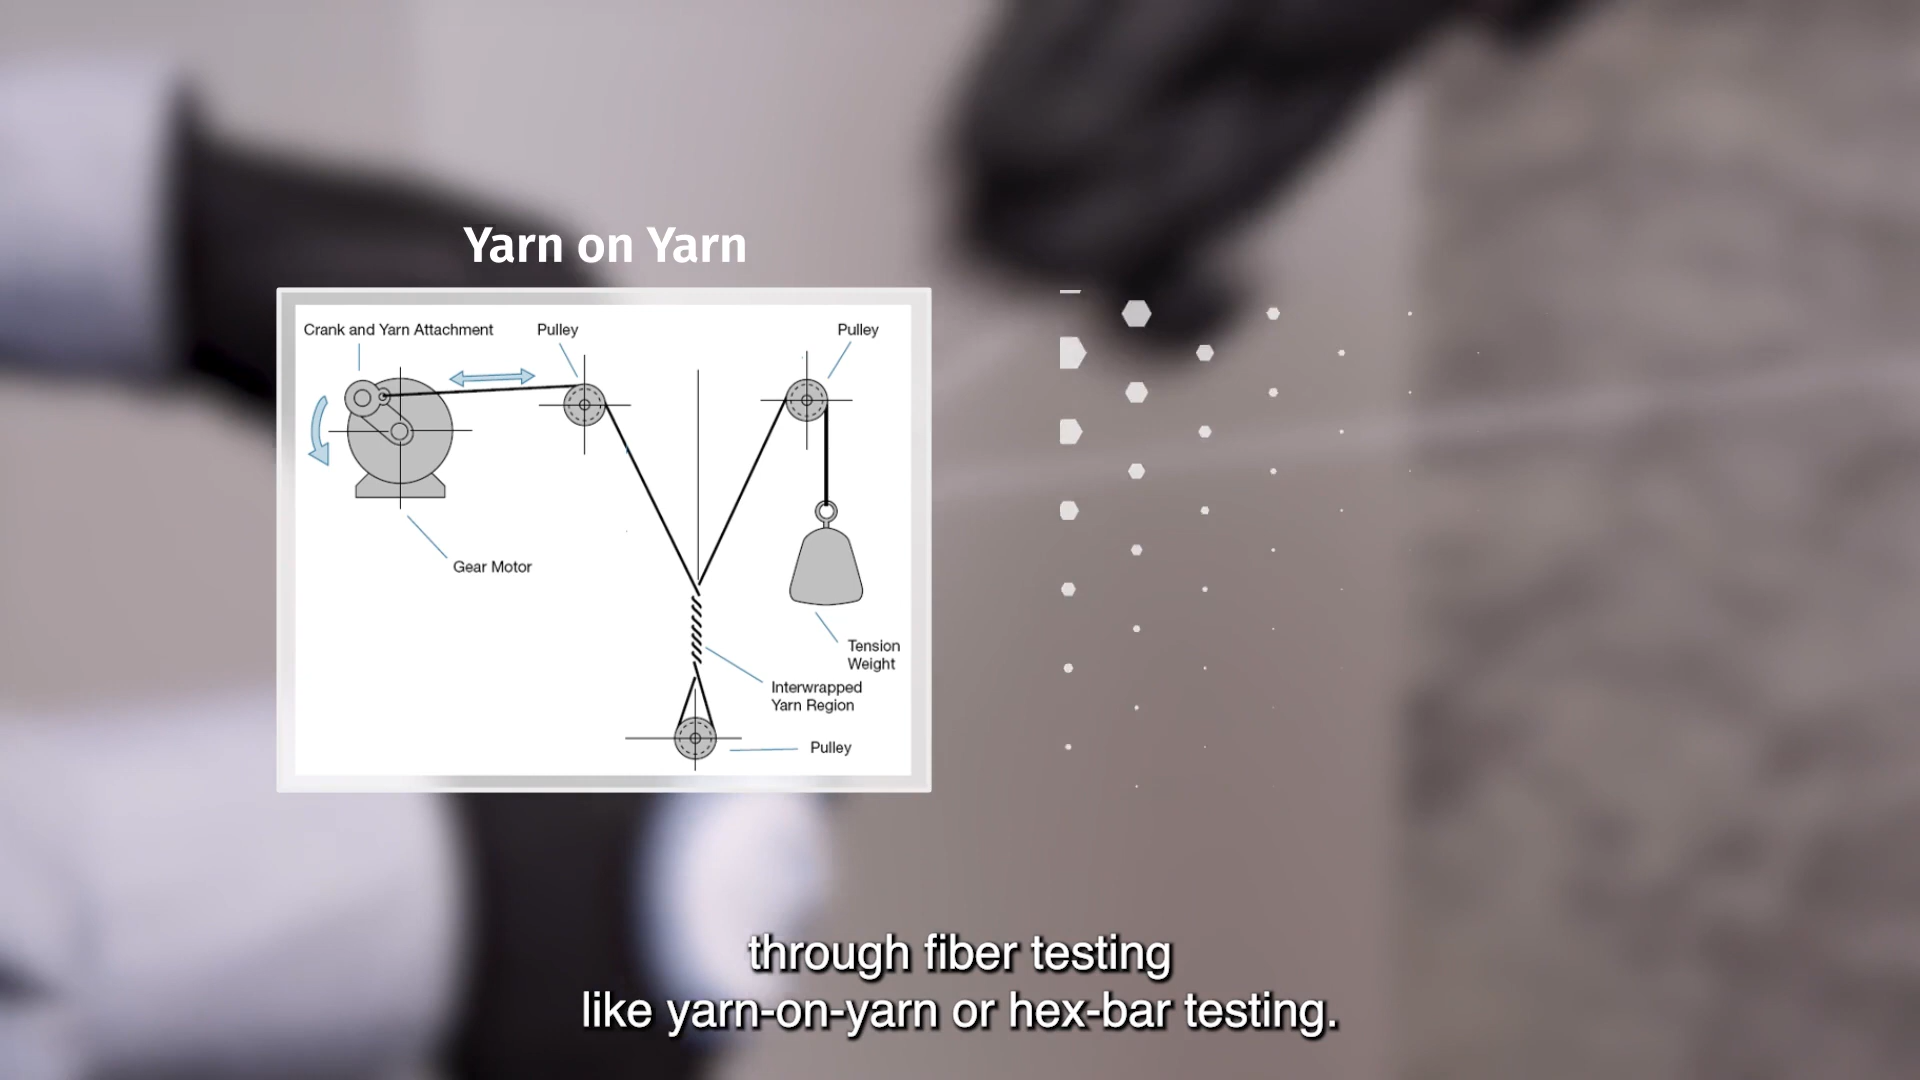 Yarn on Yarn
Crank and Yarn Attachment
Pulley
Pulley
Gear Motor
Tension
Weight
Interwrapped
Yarn Region
Pulley
through fiber testing
like yarn-on-yarn or hex-bar testing.